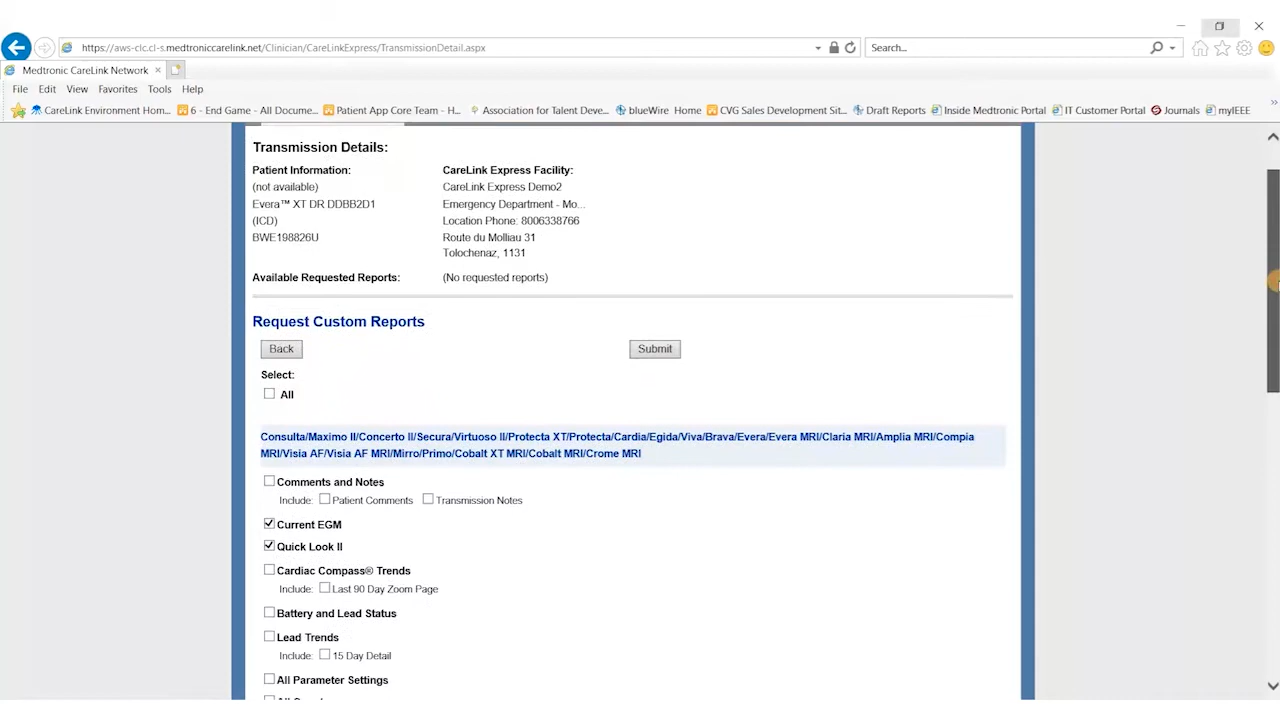 https://aws-clc.cl-s.medtroniccarelink.net/Clinician/CareLinkExpress/TransmissionDetail.aspx
Search...
Medtronic CareLink Network
File Edit View Favorites Tools Help
CareLink Environment Hom... 6 - End Game - All Docume... Patient App Core Team - H... Association for Talent Deve... blueWire Home CVG Sales Development Sit... Draft Reports Inside Medtronic Portal IT Customer Portal Journals myIEEE
Transmission Details:
Patient Information: CareLink Express Facility:
(not available) CareLink Express Demo2
Evera™ XT DR DDBB2D1 Emergency Department - Mo...
(ICD) Location Phone: 8006338766
BWE198826U Route du Molliau 31
Tolochenaz, 1131
Available Requested Reports: (No requested reports)
Request Custom Reports
Back Submit
Select:
All
Consulta/Maximo II/Concerto II/Secura/Virtuoso II/Protecta XT/Protecta/Cardia/Egida/Viva/Brava/Evera/Evera MRI/Claria MRI/Amplia MRI/Compia
MRI/Visia AF/Visia AF MRI/Mirro/Primo/Cobalt XT MRI/Cobalt MRI/Crome MRI
Comments and Notes
Include: Patient Comments Transmission Notes
Current EGM
Quick Look II
Cardiac Compass® Trends
Include: Last 90 Day Zoom Page
Battery and Lead Status
Lead Trends
Include: 15 Day Detail
All Parameter Settings